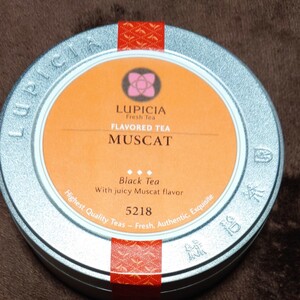 LUPICIA
LUPICIA
Fresh Tea
FLAVORED TEA
MUSCAT
Black Tea
With juicy Muscat flavor
5218
Highest Quality Teas – Fresh, Authentic, Exquisite